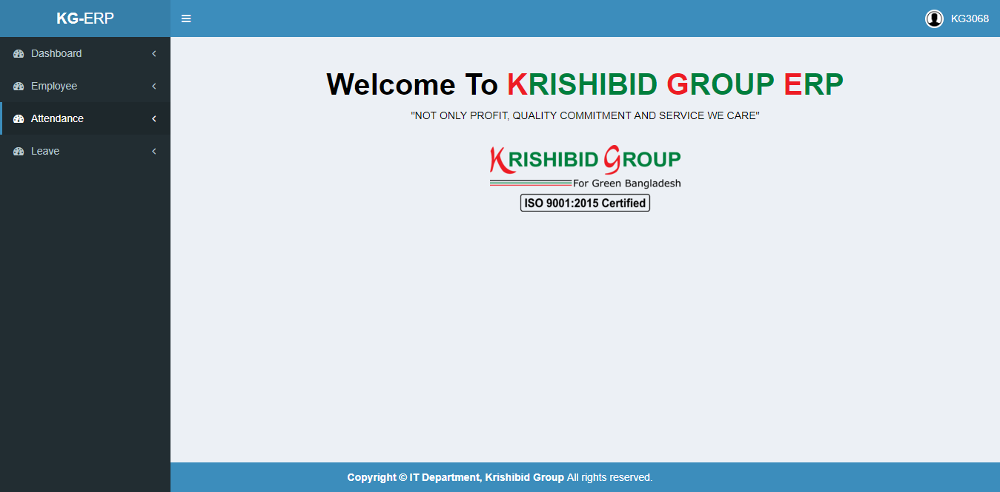 KG-ERP
KG3068
Dashboard
Employee
Attendance
Leave
Welcome To KRISHIBID GROUP ERP
"NOT ONLY PROFIT, QUALITY COMMITMENT AND SERVICE WE CARE"
KRISHIBID GROUP
For Green Bangladesh
ISO 9001:2015 Certified
Copyright © IT Department, Krishibid Group All rights reserved.